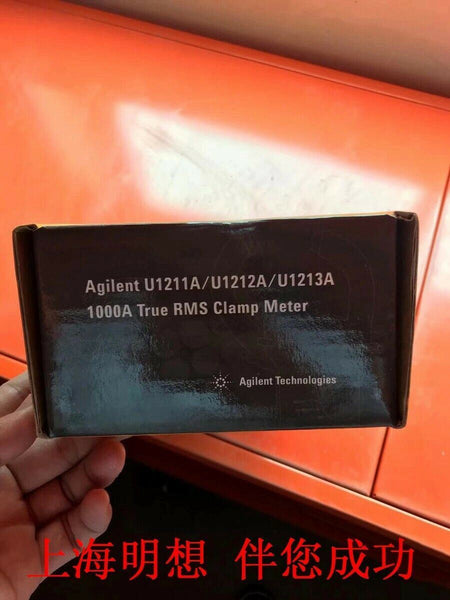 Agilent U1211A/U1212A/U1213A
1000A True RMS Clamp Meter
Agilent Technologies
上海明想 伴您成功